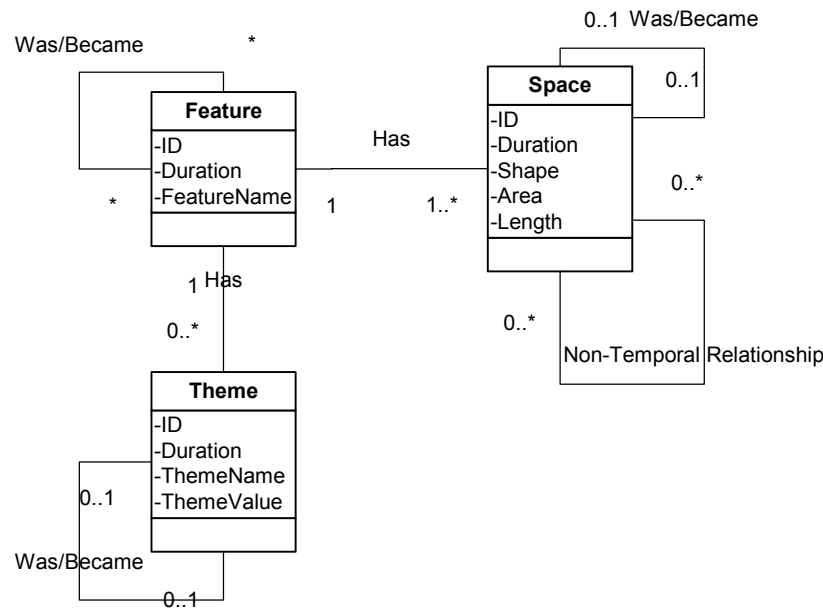 0..1 Was/Became
Was/Became *
0..1
Space
-ID
-Duration
-Shape
-Area
-Length
Feature
-ID
-Duration
-FeatureName
Has
0..*
* 1 1..*
1 Has
0..*
0..*
Non-Temporal Relationship
Theme
-ID
-Duration
-ThemeName
-ThemeValue
0..1
Was/Became
0..1